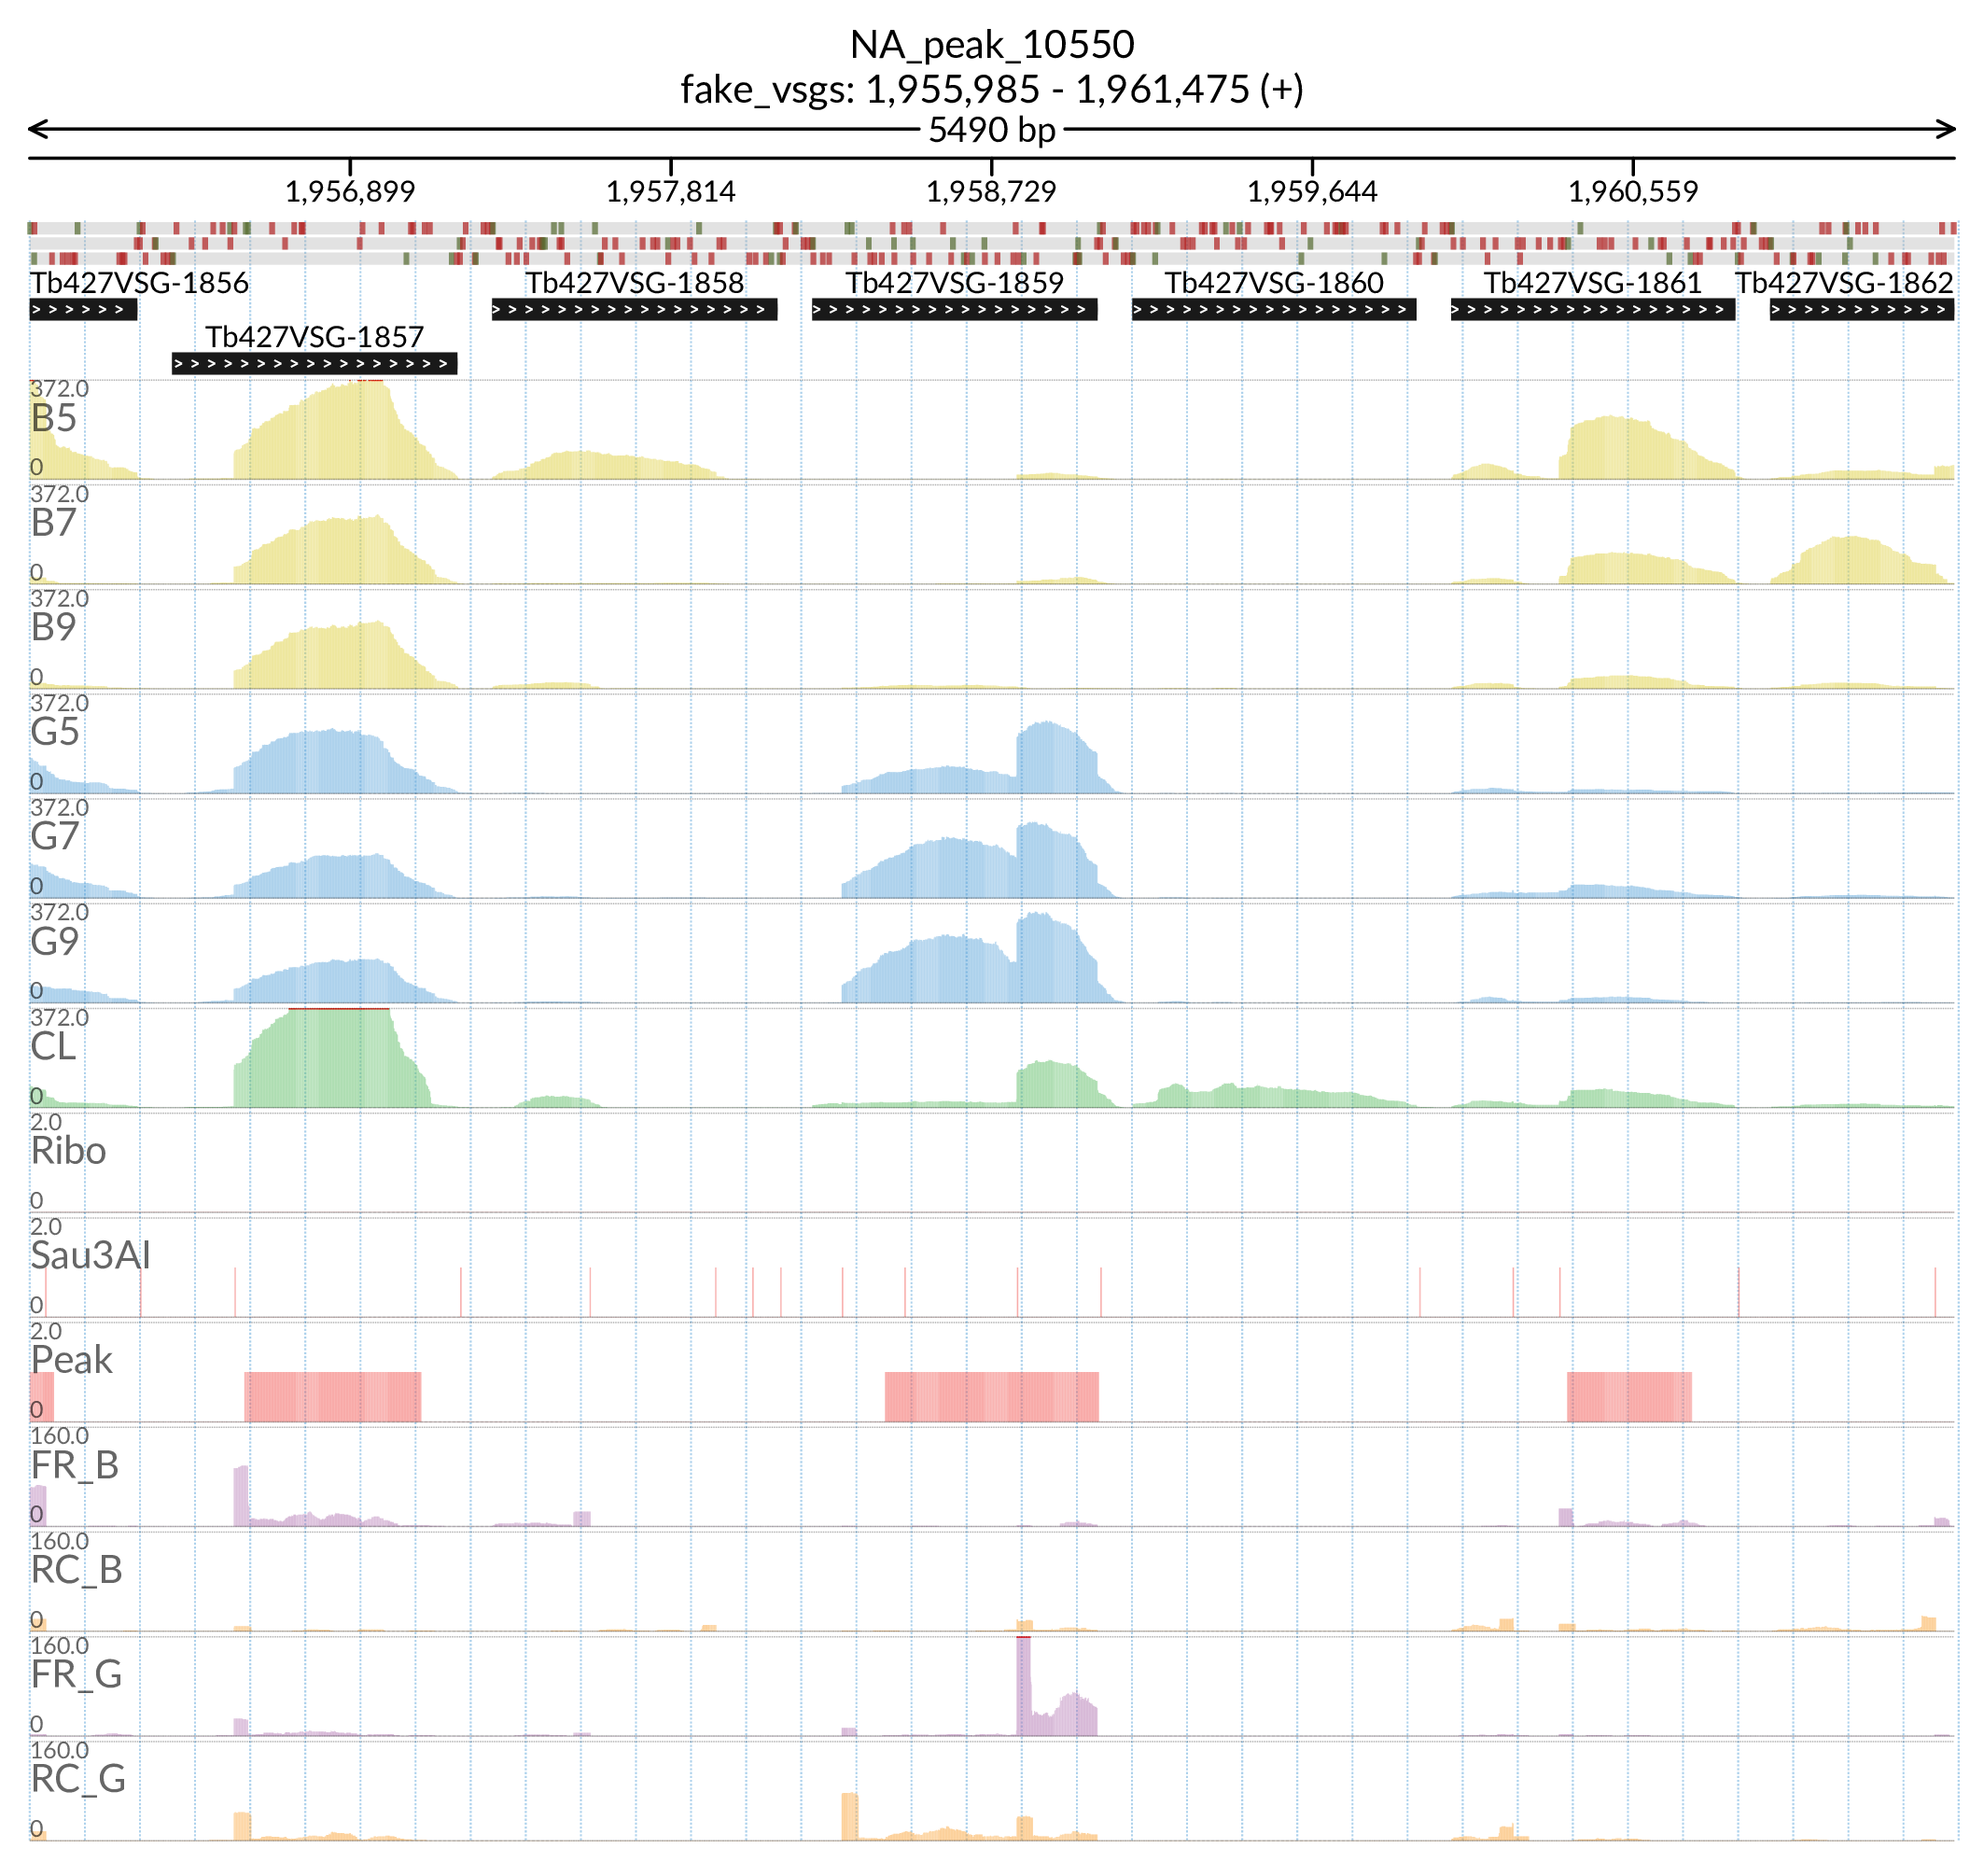 NA_peak_10550
fake_vsgs: 1,955,985 - 1,961,475 (+)
5490 bp
1,956,899 1,957,814 1,958,729 1,959,644 1,960,559
Tb427VSG-1856 Tb427VSG-1858 Tb427VSG-1859 Tb427VSG-1860 Tb427VSG-1861 Tb427VSG-1862
Tb427VSG-1857
372.0
B5
0
372.0
B7
0
372.0
B9
0
372.0
G5
0
372.0
G7
0
372.0
G9
0
372.0
CL
0
2.0
Ribo
0
2.0
Sau3AI
0
2.0
Peak
0
160.0
FR_B
0
160.0
RC_B
0
160.0
FR_G
0
160.0
RC_G
0